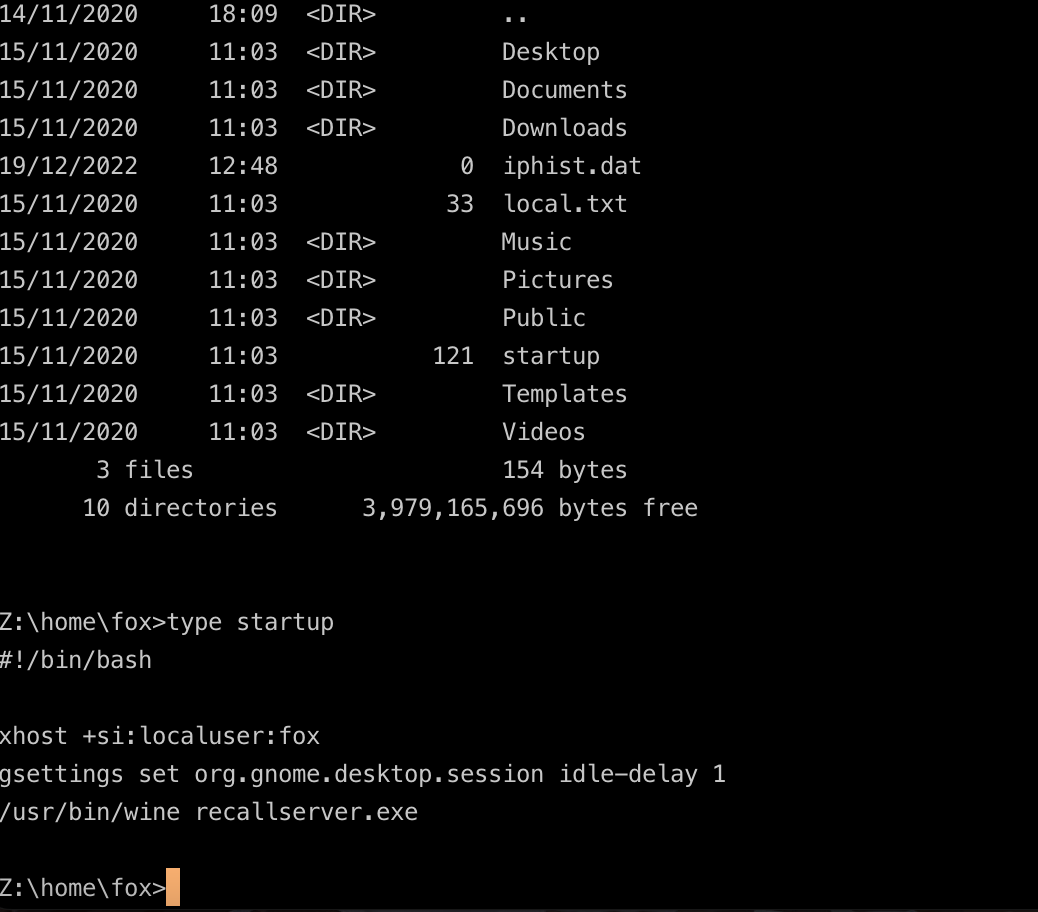 14/11/2020     18:09  <DIR>         ..
15/11/2020     11:03  <DIR>         Desktop
15/11/2020     11:03  <DIR>         Documents
15/11/2020     11:03  <DIR>         Downloads
19/12/2022     12:48             0  iphist.dat
15/11/2020     11:03            33  local.txt
15/11/2020     11:03  <DIR>         Music
15/11/2020     11:03  <DIR>         Pictures
15/11/2020     11:03  <DIR>         Public
15/11/2020     11:03           121  startup
15/11/2020     11:03  <DIR>         Templates
15/11/2020     11:03  <DIR>         Videos
       3 files                      154 bytes
      10 directories      3,979,165,696 bytes free
Z:\home\fox>type startup
#!/bin/bash
xhost +si:localuser:fox
gsettings set org.gnome.desktop.session idle-delay 1
/usr/bin/wine recallserver.exe
Z:\home\fox>